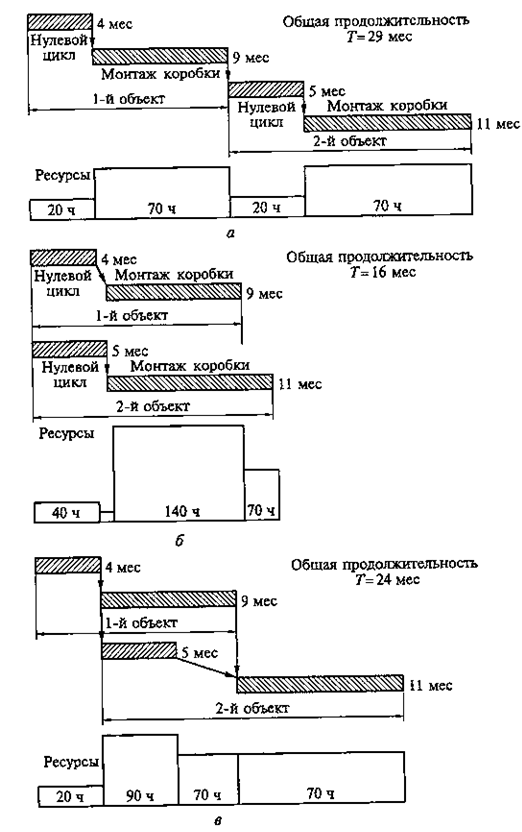 4 мес
Общая продолжительность
T=29 мес
Нулевой
цикл
9 мес
Монтаж коробки
1-й объект
5 мес
Нулевой
цикл
Монтаж коробки
11 мес
2-й объект
Ресурсы
20 ч
70 ч
20 ч
70 ч
а
4 мес
Общая продолжительность
T=16 мес
Нулевой
цикл
Монтаж коробки
9 мес
1-й объект
5 мес
Нулевой
цикл
Монтаж коробки
11 мес
2-й объект
Ресурсы
40 ч
140 ч
70 ч
б
4 мес
Общая продолжительность
T=24 мес
9 мес
1-й объект
5 мес
11 мес
2-й объект
Ресурсы
20 ч
90 ч
70 ч
70 ч
в